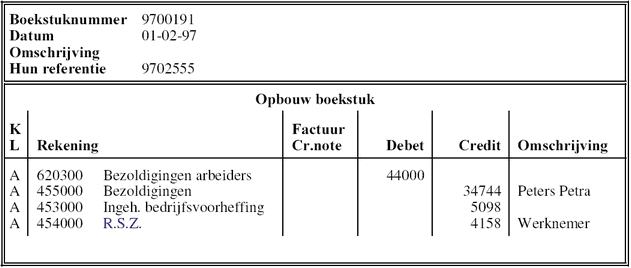 Boekstuknummer 9700191
Datum 01-02-97
Omschrijving
Hun referentie 9702555
Opbouw boekstuk
K
L Rekening Factuur Cr.note Debet Credit Omschrijving
A 620300 Bezoldigingen arbeiders 44000
A 455000 Bezoldigingen 34744 Peters Petra
A 453000 Ingeh. bedrijfsvoorheffing 5098
A 454000 R.S.Z. 4158 Werknemer